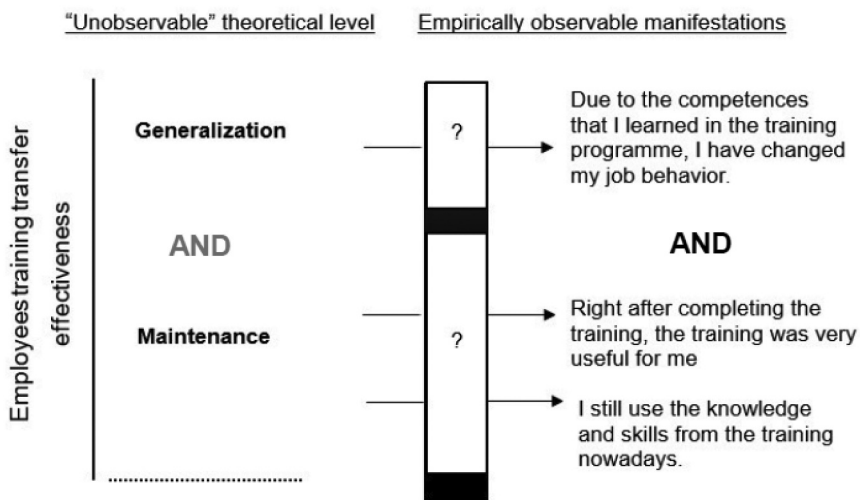 “Unobservable” theoretical level
Empirically observable manifestations
Employees training transfer
effectiveness
Generalization
?
Due to the competences
that I learned in the training
programme, I have changed
my job behavior.
AND
AND
Maintenance
?
Right after completing the
training, the training was very
useful for me
I still use the knowledge
and skills from the training
nowadays.